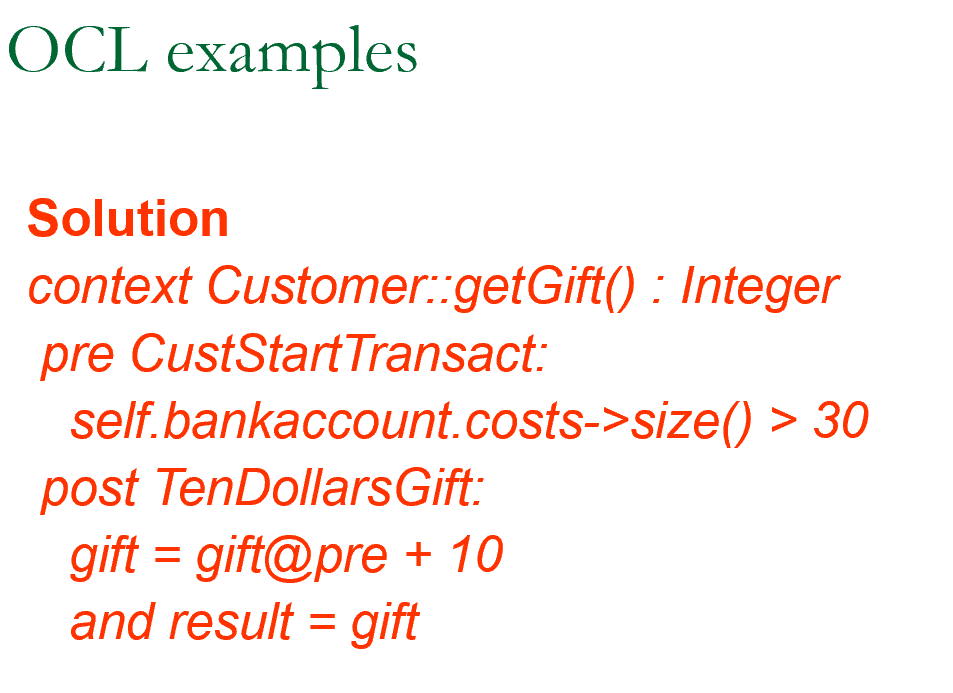 OCL examples
Solution
context Customer::getGift() : Integer
pre CustStartTransact:
self.bankaccount.costs->size() > 30
post TenDollarsGift:
gift = gift@pre + 10
and result = gift